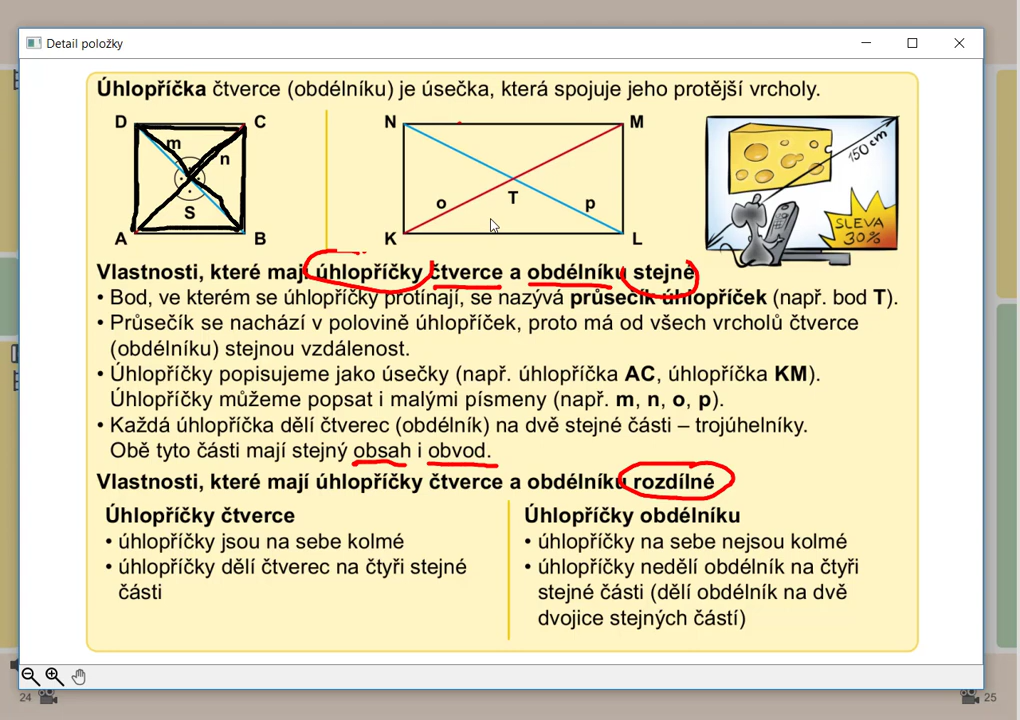 Detail položky
Úhlopříčka čtverce (obdélníku) je úsečka, která spojuje jeho protější vrcholy.
D C
m
n
S
A B
N M
o T p
K L
150 cm
SLEVA
30%
Vlastnosti, které mají úhlopříčky čtverce a obdélníku stejné
• Bod, ve kterém se úhlopříčky protínají, se nazývá průsečík úhlopříček (např. bod T).
• Průsečík se nachází v polovině úhlopříček, proto má od všech vrcholů čtverce
(obdélníku) stejnou vzdálenost.
• Úhlopříčky popisujeme jako úsečky (např. úhlopříčka AC, úhlopříčka KM).
Úhlopříčky můžeme popsat i malými písmeny (např. m, n, o, p).
• Každá úhlopříčka dělí čtverec (obdélník) na dvě stejné části – trojúhelníky.
Obě tyto části mají stejný obsah i obvod.
Vlastnosti, které mají úhlopříčky čtverce a obdélníku rozdílné
Úhlopříčky čtverce
• úhlopříčky jsou na sebe kolmé
• úhlopříčky dělí čtverec na čtyři stejné
části
Úhlopříčky obdélníku
• úhlopříčky na sebe nejsou kolmé
• úhlopříčky nedělí obdélník na čtyři
stejné části (dělí obdélník na dvě
dvojice stejných částí)
24
25